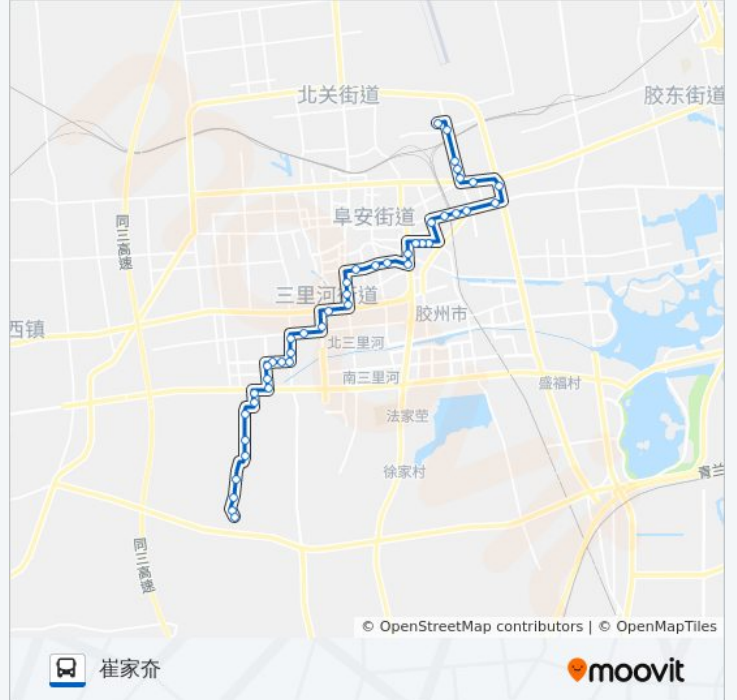 北关街道
胶东街道
阜安街道
同三高速
三里河街道
胶州市
西镇
北三里河
南三里河
盛福村
法家茔
徐家村
青兰
同三高速
© OpenStreetMap contributors | © OpenMapTiles
崔家夼
moovit